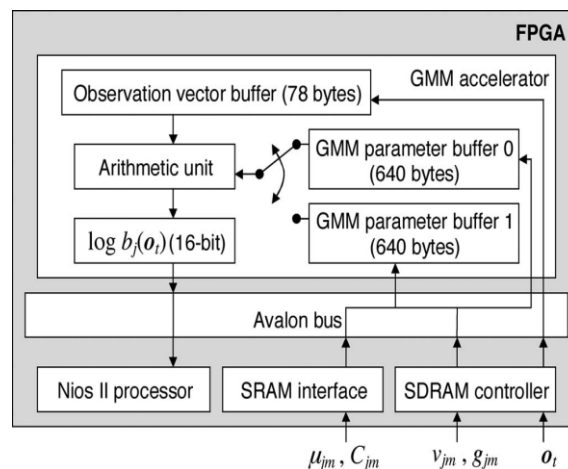 FPGA
GMM accelerator
Observation vector buffer (78 bytes)
Arithmetic unit
GMM parameter buffer 0
(640 bytes)
GMM parameter buffer 1
(640 bytes)
log b_j(o_t) (16-bit)
Avalon bus
Nios II processor
SRAM interface
SDRAM controller
μ_jm , C_jm
v_jm , g_jm
o_t